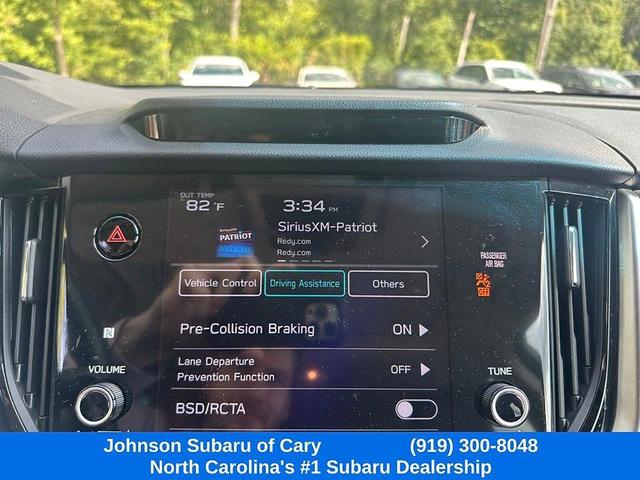 OUT TEMP
82 °F
3:34 PM
SiriusXM-Patriot
PATRIOT
Redy.com
Redy.com
PASSENGER
AIR BAG
OFF
Vehicle Control
Driving Assistance
Others
Pre-Collision Braking ON
Lane Departure
Prevention Function
OFF
BSD/RCTA
VOLUME
TUNE
Johnson Subaru of Cary (919) 300-8048
North Carolina's #1 Subaru Dealership